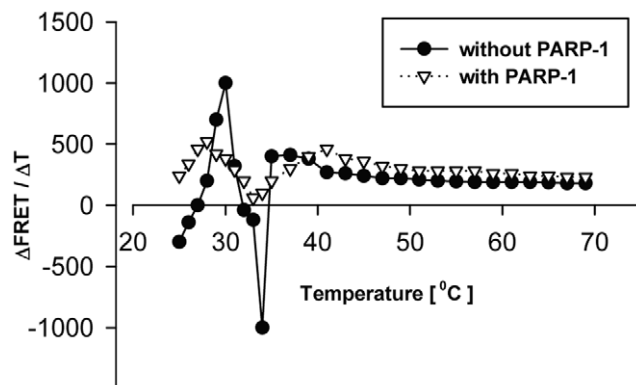 1500
1000
500
0
-500
-1000
ΔFRET / ΔT
without PARP-1
with PARP-1
20 30 40 50 60 70
Temperature [ ⁰C ]